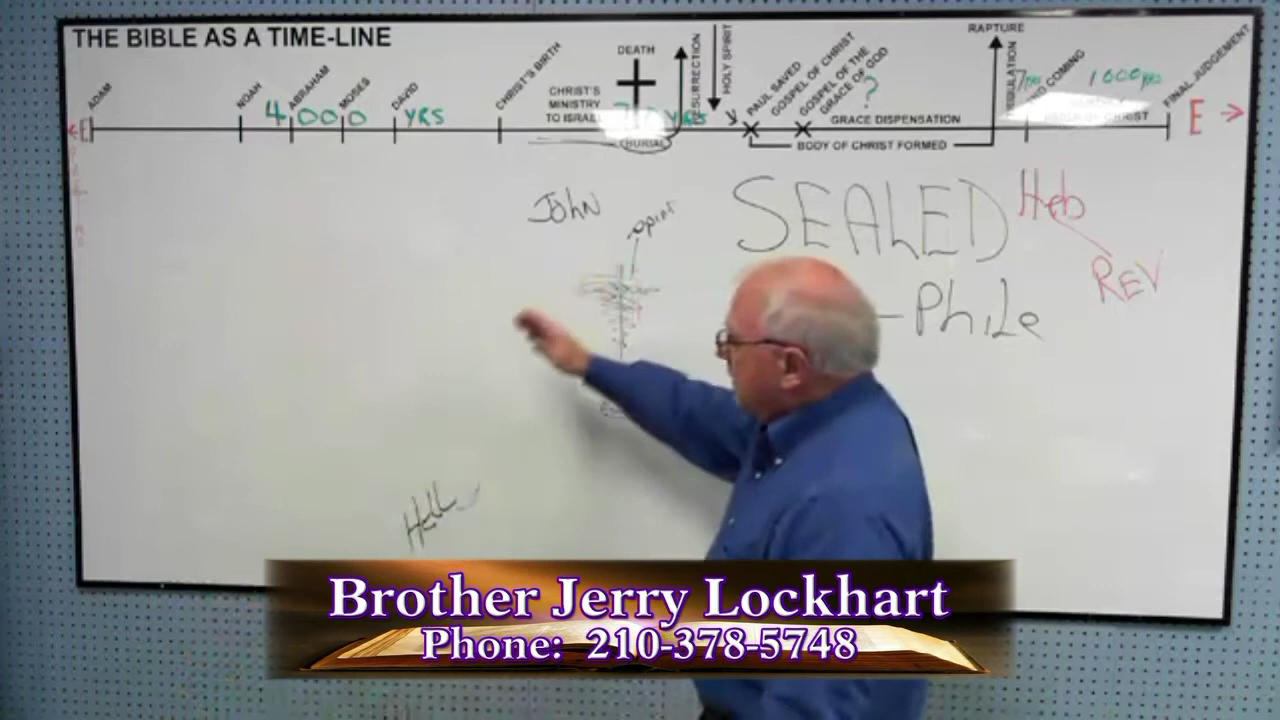 THE BIBLE AS A TIME-LINE
ADAM
NOAH
ABRAHAM
MOSES
DAVID
CHRIST'S BIRTH
CHRIST'S
MINISTRY
TO ISRAEL
DEATH
BURIAL
HOLY SPIRIT
PAUL SAVED
GOSPEL OF CHRIST
GOSPEL OF THE
GRACE OF GOD
?
GRACE DISPENSATION
BODY OF CHRIST FORMED
RAPTURE
1000 YRS
FINAL JUDGEMENT
E
E
4000 YRS
John
SEALED
Heb
Rev
-Phile
Hell
Brother Jerry Lockhart
Phone: 210-378-5748